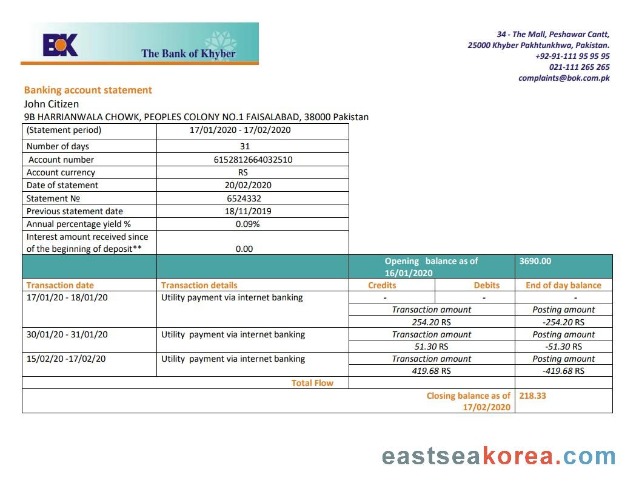 BOK
The Bank of Khyber
34 - The Mall, Peshawar Cantt,
25000 Khyber Pakhtunkhwa, Pakistan.
+92-91-111 95 95 95
021-111 265 265
complaints@bok.com.pk
Banking account statement
John Citizen
9B HARRIANWALA CHOWK, PEOPLES COLONY NO.1 FAISALABAD, 38000 Pakistan
(Statement period) 17/01/2020 - 17/02/2020
Number of days 31
Account number 6152812664032510
Account currency RS
Date of statement 20/02/2020
Statement № 6524332
Previous statement date 18/11/2019
Annual percentage yield % 0.09%
Interest amount received since
of the beginning of deposit** 0.00
Opening balance as of 3690.00
16/01/2020
Transaction date Transaction details Credits Debits End of day balance
17/01/20 - 18/01/20 Utility payment via internet banking - - -
Transaction amount Posting amount
254.20 RS -254.20 RS
30/01/20 - 31/01/20 Utility payment via internet banking Transaction amount Posting amount
51.30 RS -51.30 RS
15/02/20 -17/02/20 Utility payment via internet banking Transaction amount Posting amount
419.68 RS -419.68 RS
Total Flow
Closing balance as of 218.33
17/02/2020
eastseakorea.com